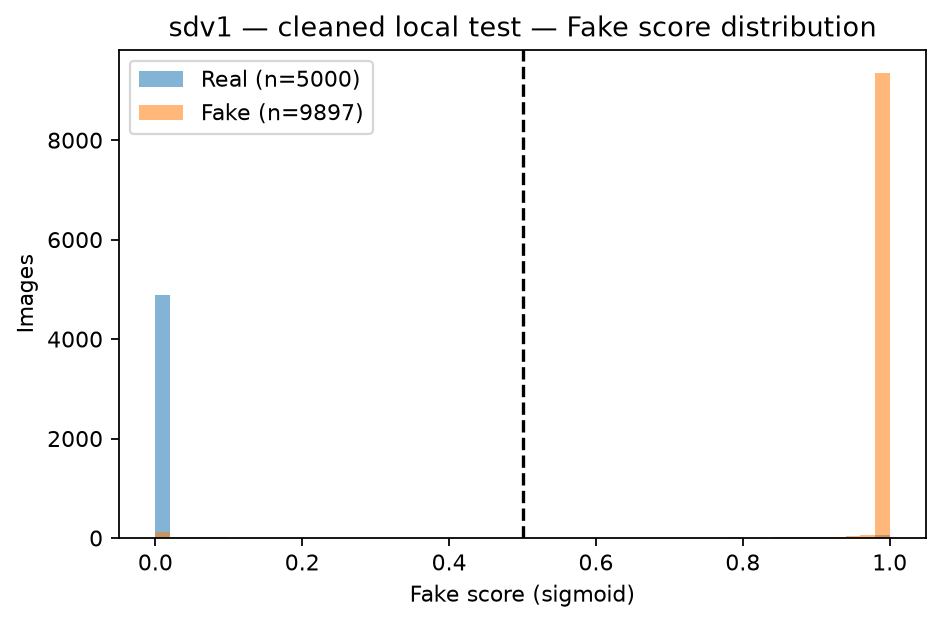 sdv1 — cleaned local test — Fake score distribution
Real (n=5000)
Fake (n=9897)
8000
6000
4000
2000
0
Images
0.0 0.2 0.4 0.6 0.8 1.0
Fake score (sigmoid)